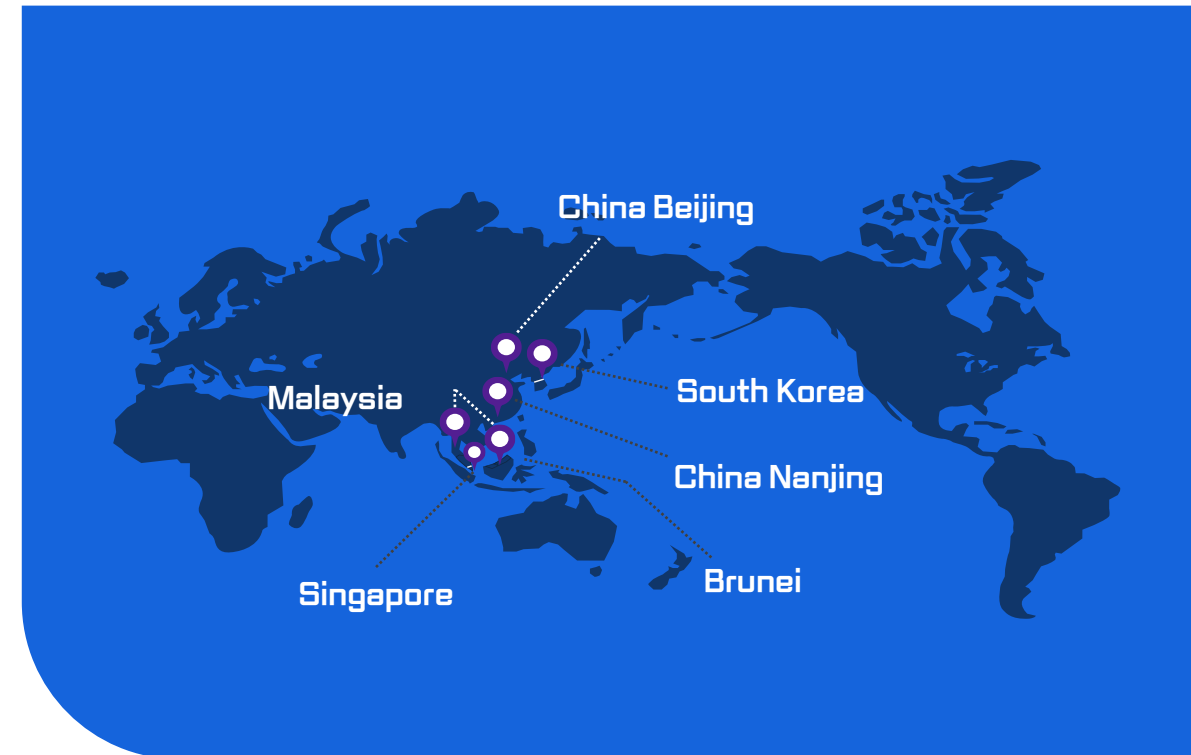 China Beijing
Malaysia
South Korea
China Nanjing
Brunei
Singapore